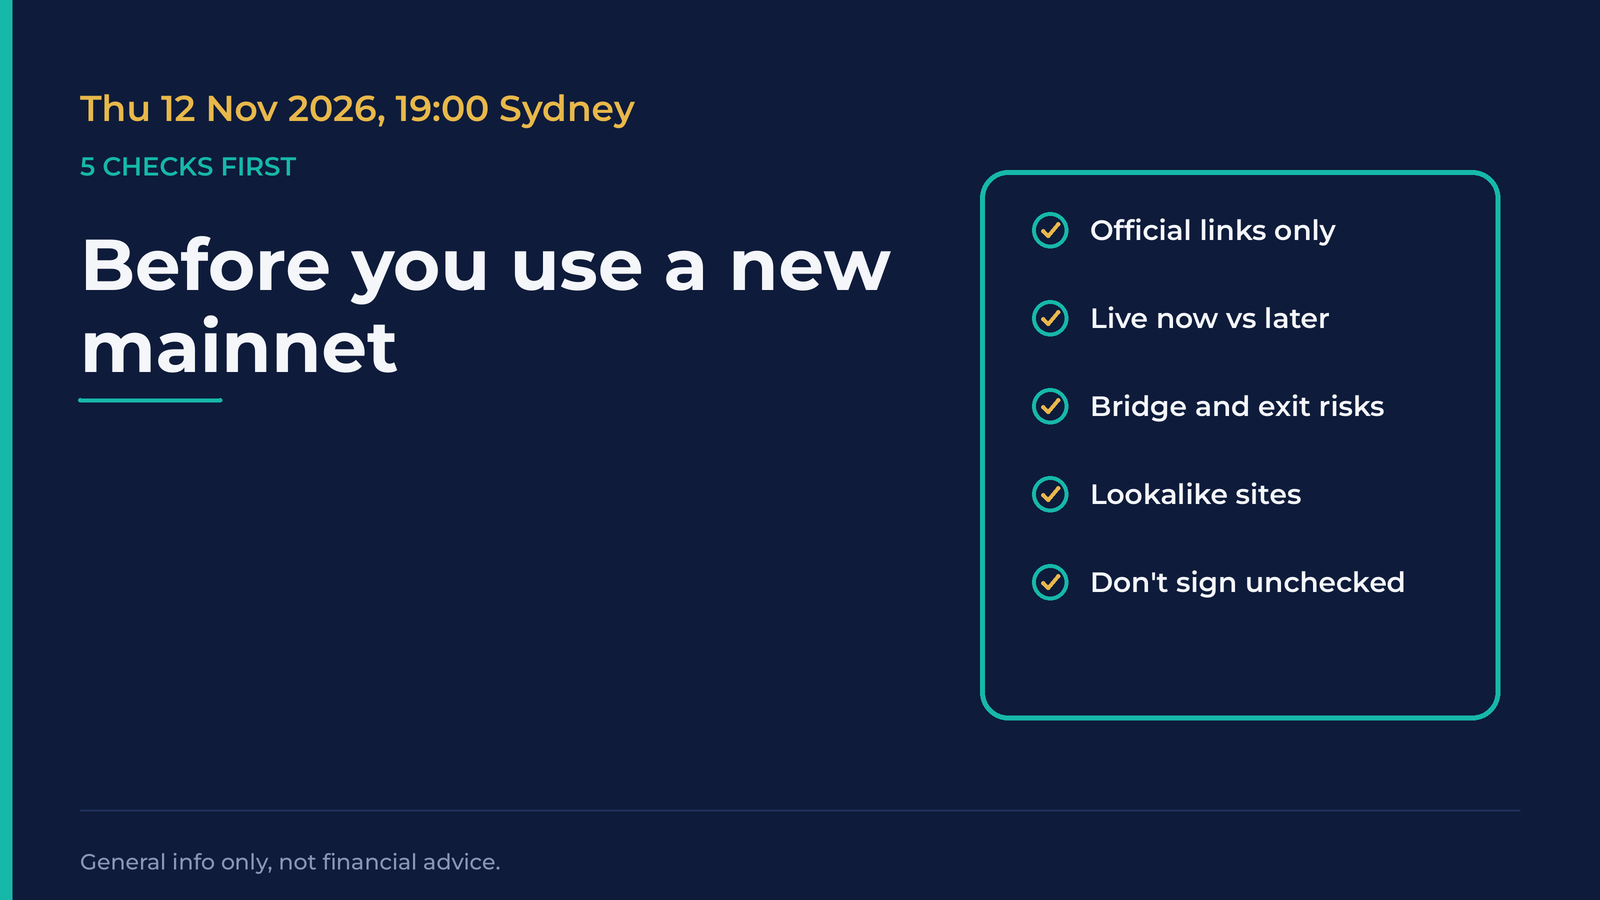 Thu 12 Nov 2026, 19:00 Sydney
5 CHECKS FIRST
Before you use a new
mainnet
Official links only
Live now vs later
Bridge and exit risks
Lookalike sites
Don't sign unchecked
General info only, not financial advice.